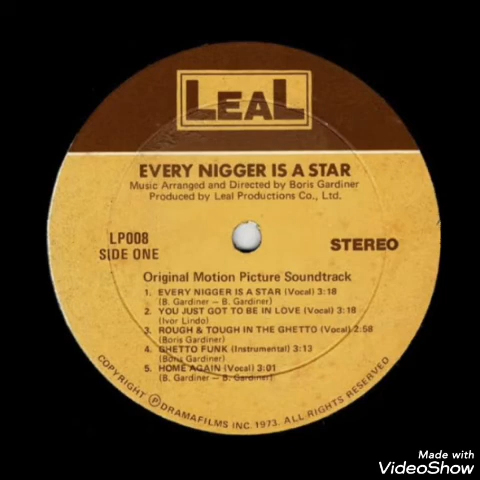 LEAL
EVERY NIGGER IS A STAR
Music Arranged and Directed by Boris Gardiner
Produced by Leal Productions Co., Ltd.
LP008
SIDE ONE
STEREO
Original Motion Picture Soundtrack
1. EVERY NIGGER IS A STAR (Vocal) 3:18
(B. Gardiner — B. Gardiner)
2. YOU JUST GOT TO BE IN LOVE (Vocal) 3:18
(Ivor Lindo)
3. ROUGH & TOUGH IN THE GHETTO (Vocal) 2:58
(Boris Gardiner)
4. GHETTO FUNK (Instrumental) 3:13
(Boris Gardiner)
5. HOME AGAIN (Vocal) 3:01
(B. Gardiner — B. Gardiner)
COPYRIGHT Ⓟ DRAMAFILMS INC. 1973. ALL RIGHTS RESERVED
Made with
VideoShow